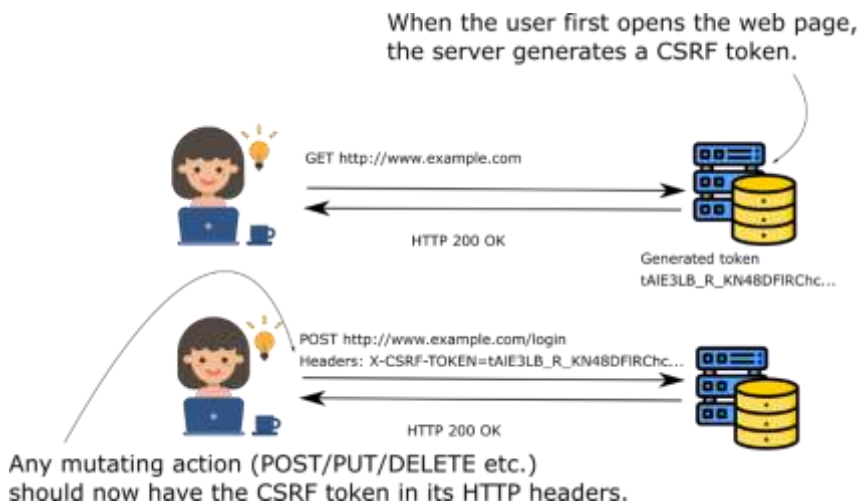 When the user first opens the web page,
the server generates a CSRF token.
GET http://www.example.com
HTTP 200 OK
Generated token
tAlE3LB_R_KN48DFlRChc...
POST http://www.example.com/login
Headers: X-CSRF-TOKEN=tAlE3LB_R_KN48DFlRChc...
HTTP 200 OK
Any mutating action (POST/PUT/DELETE etc.)
should now have the CSRF token in its HTTP headers.